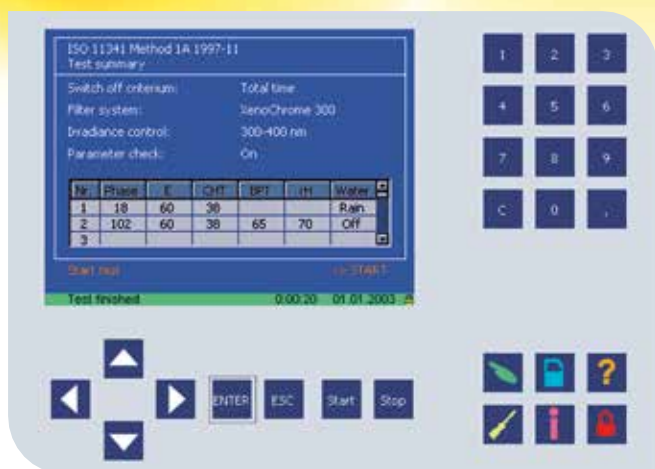 ISO 11341 Method 1A 1997-11
Test summary
Switch off criterium: Total time
Filter system: XenoChrome 300
Irradiance control: 300-400 nm
Parameter check: On
Nr. Phase E CHT BPT rH Water
1 18 60 38 Rain
2 102 60 38 65 70 Off
3
Start test -> START
Test finished 0:00:20 01.01.2003
1 2 3
4 5 6
7 8 9
C 0 .
ENTER ESC Start Stop
?
i